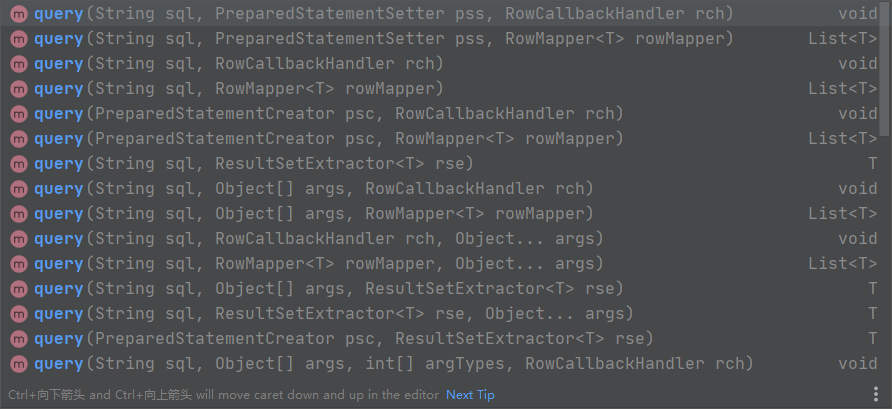 m query(String sql, PreparedStatementSetter pss, RowCallbackHandler rch) void
m query(String sql, PreparedStatementSetter pss, RowMapper<T> rowMapper) List<T>
m query(String sql, RowCallbackHandler rch) void
m query(String sql, RowMapper<T> rowMapper) List<T>
m query(PreparedStatementCreator psc, RowCallbackHandler rch) void
m query(PreparedStatementCreator psc, RowMapper<T> rowMapper) List<T>
m query(String sql, ResultSetExtractor<T> rse) T
m query(String sql, Object[] args, RowCallbackHandler rch) void
m query(String sql, Object[] args, RowMapper<T> rowMapper) List<T>
m query(String sql, RowCallbackHandler rch, Object... args) void
m query(String sql, RowMapper<T> rowMapper, Object... args) List<T>
m query(String sql, Object[] args, ResultSetExtractor<T> rse) T
m query(String sql, ResultSetExtractor<T> rse, Object... args) T
m query(PreparedStatementCreator psc, ResultSetExtractor<T> rse) T
m query(String sql, Object[] args, int[] argTypes, RowCallbackHandler rch) void
Ctrl+向下箭头 and Ctrl+向上箭头 will move caret down and up in the editor Next Tip